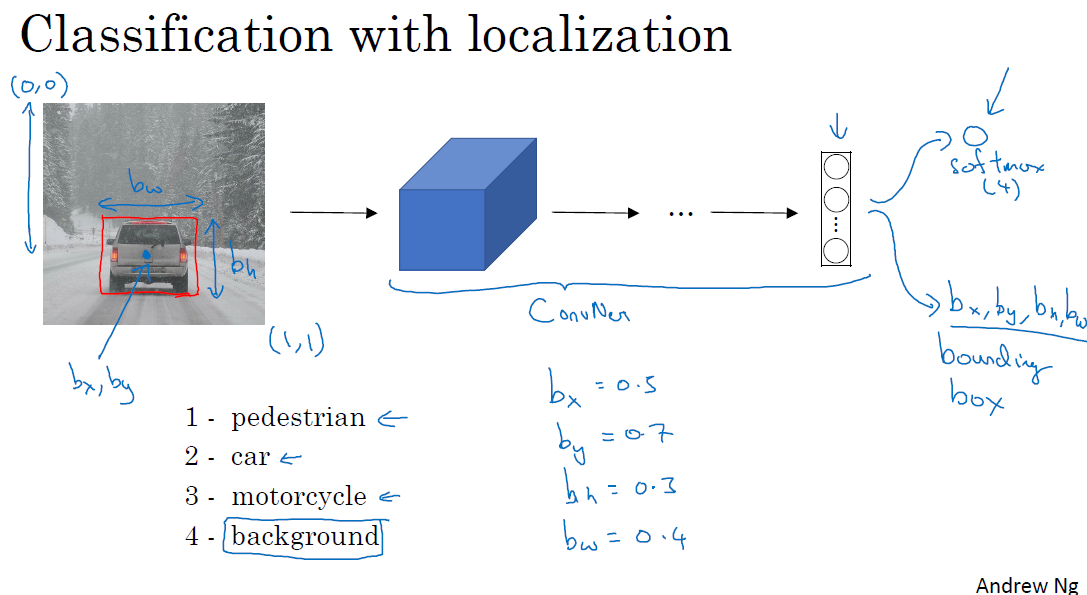 Classification with localization
(0,0)
bw
bh
(1,1)
bx, by
...
ConvNet
softmax
(4)
bx, by, bh, bw
bounding
box
1 - pedestrian
2 - car
3 - motorcycle
4 - background
bx = 0.5
by = 0.7
bh = 0.3
bw = 0.4
Andrew Ng